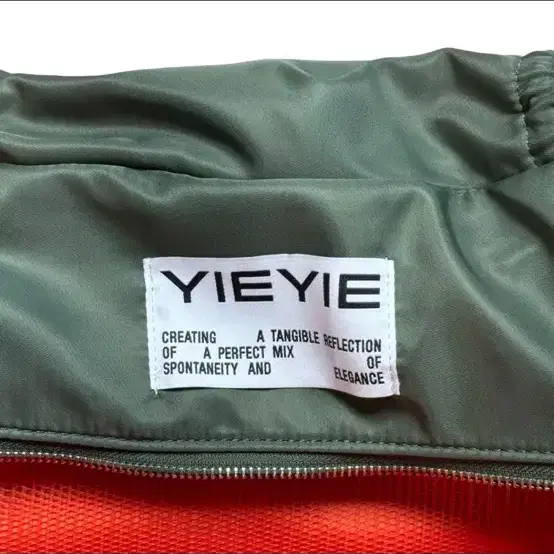 YIEYIE
CREATING A TANGIBLE REFLECTION
OF A PERFECT MIX OF
SPONTANEITY AND ELEGANCE